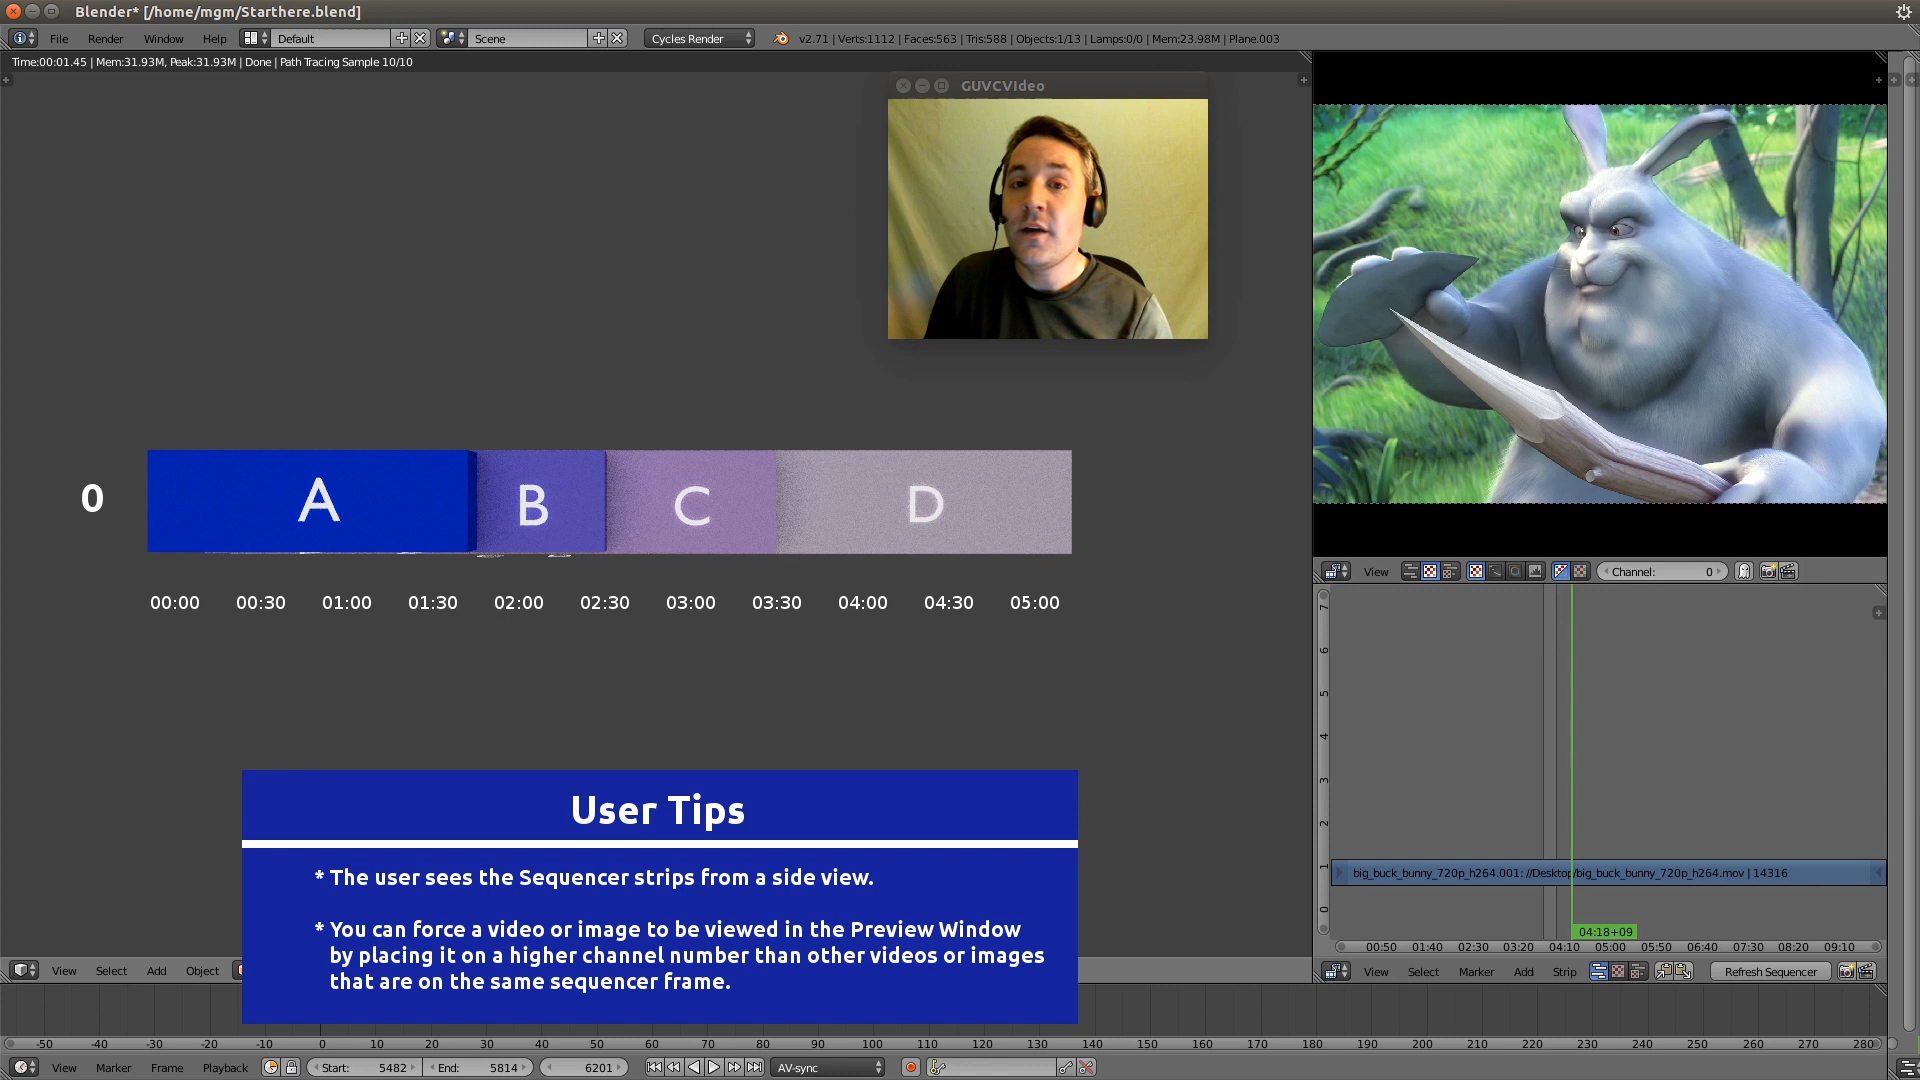 Blender* [/home/mgm/Starthere.blend]
File Render Window Help Default Scene Cycles Render v2.71 | Verts:1112 | Faces:563 | Tris:588 | Objects:1/13 | Lamps:0/0 | Mem:23.98M | Plane.003
Time:00:01.45 | Mem:31.93M, Peak:31.93M | Done | Path Tracing Sample 10/10
GUVCVIdeo
0 A B C D
00:00 00:30 01:00 01:30 02:00 02:30 03:00 03:30 04:00 04:30 05:00
User Tips
* The user sees the Sequencer strips from a side view.
* You can force a video or image to be viewed in the Preview Window
by placing it on a higher channel number than other videos or images
that are on the same sequencer frame.
View Select Add Object
View Channel: 0
7
6
5
4
3
2
1
0
big_buck_bunny_720p_h264.001: //Desktop/big_buck_bunny_720p_h264.mov | 14316
04:18+09
00:50 01:40 02:30 03:20 04:10 05:00 05:50 06:40 07:30 08:20 09:10
View Select Marker Add Strip Refresh Sequencer
-50 -40 -30 -20 -10 0 10 20 30 40 50 60 70 80 90 100 110 120 130 140 150 160 170 180 190 200 210 220 230 240 250 260 270 280
View Marker Frame Playback Start: 5482 End: 5814 6201 AV-sync